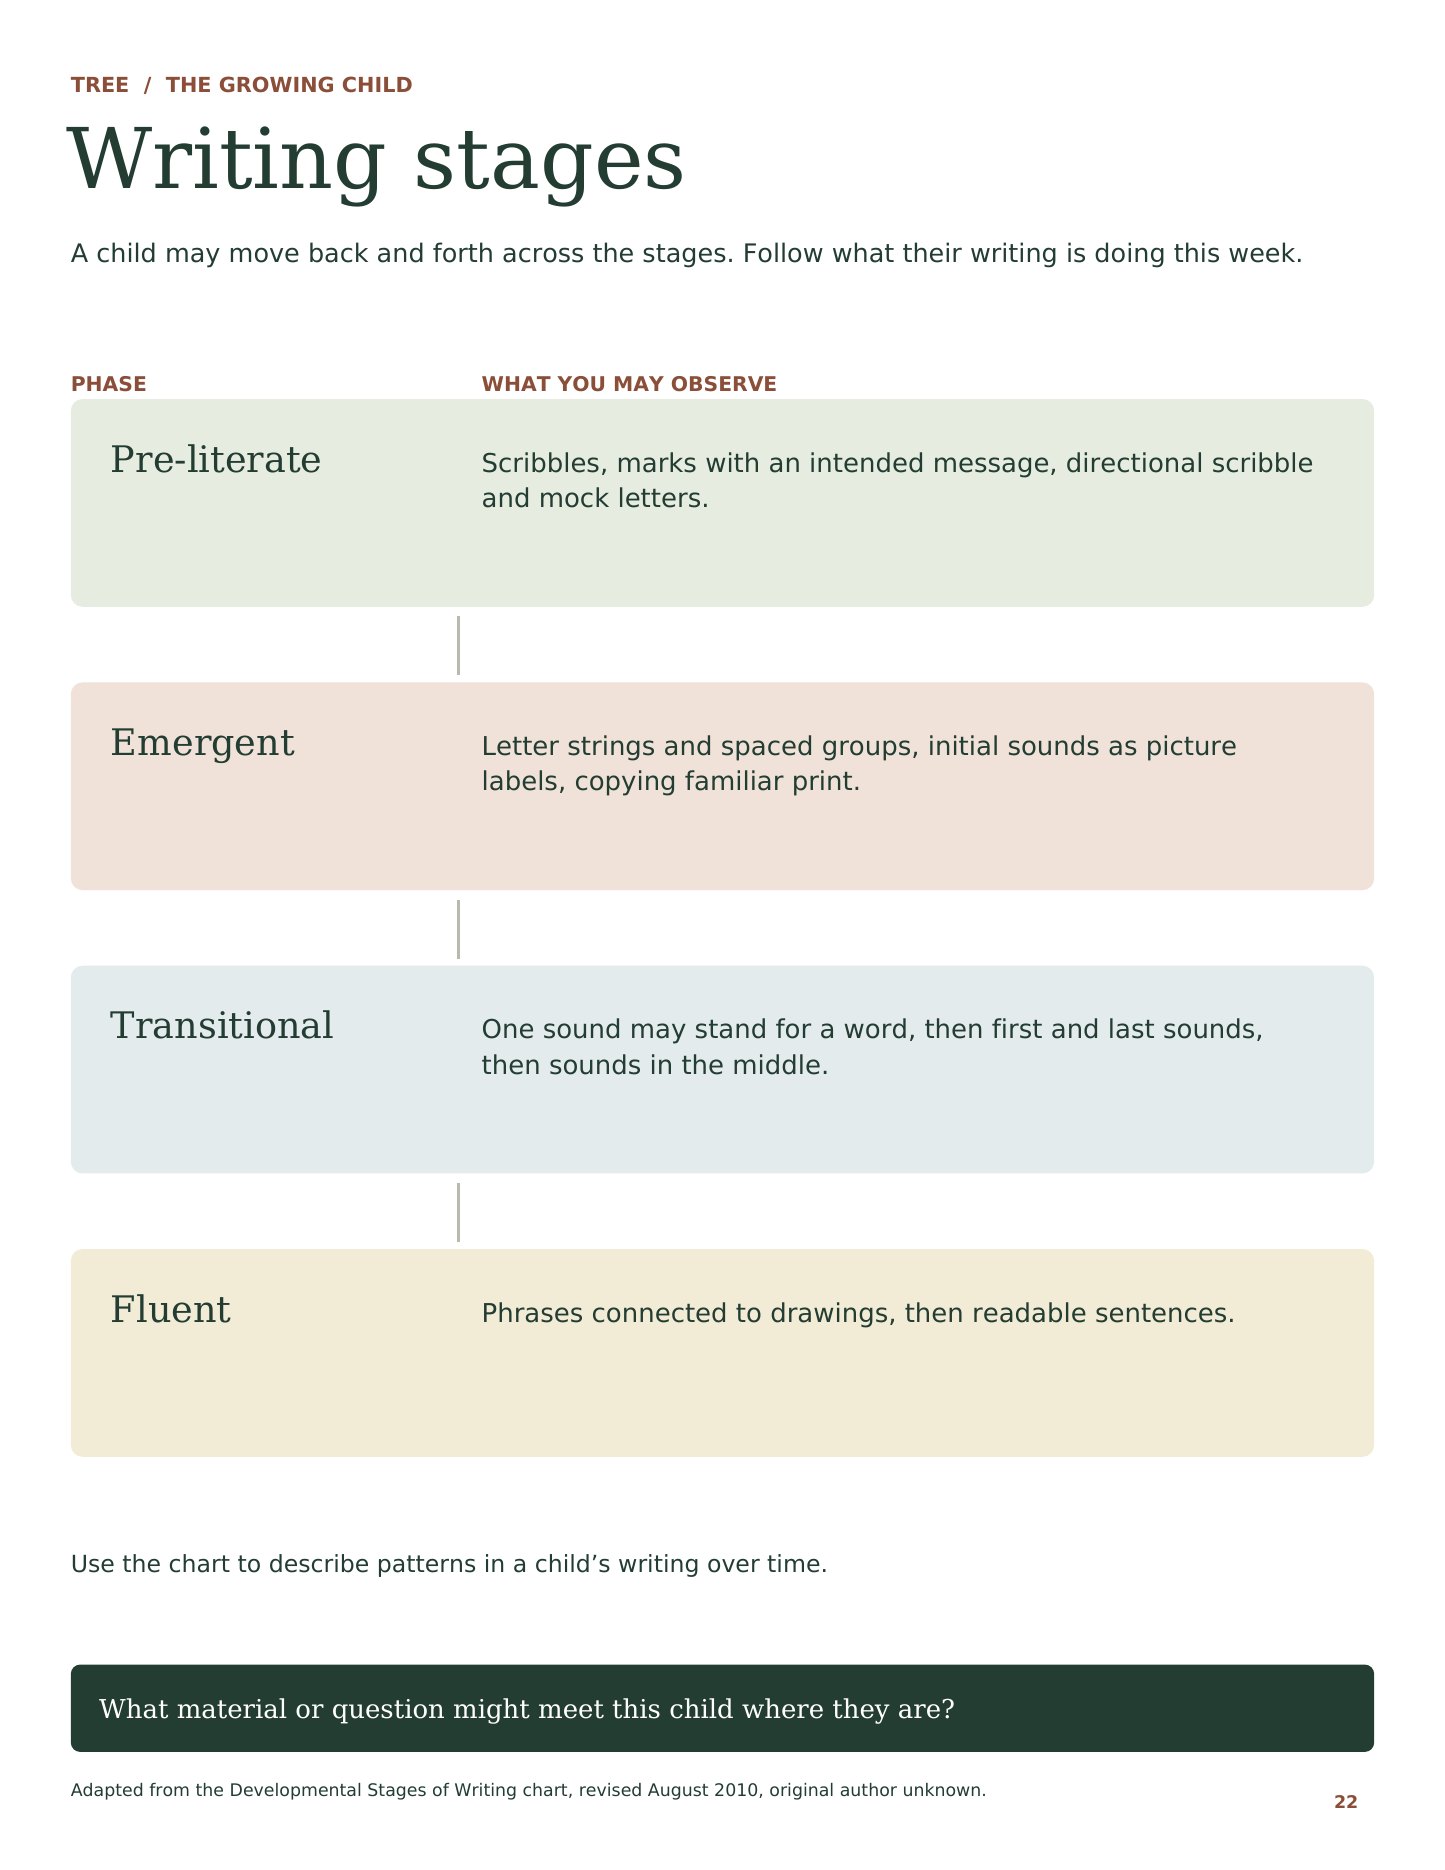 TREE / THE GROWING CHILD
Writing stages
A child may move back and forth across the stages. Follow what their writing is doing this week.
PHASE
WHAT YOU MAY OBSERVE
Pre-literate
Scribbles, marks with an intended message, directional scribble
and mock letters.
Emergent
Letter strings and spaced groups, initial sounds as picture
labels, copying familiar print.
Transitional
One sound may stand for a word, then first and last sounds,
then sounds in the middle.
Fluent
Phrases connected to drawings, then readable sentences.
Use the chart to describe patterns in a child’s writing over time.
What material or question might meet this child where they are?
Adapted from the Developmental Stages of Writing chart, revised August 2010, original author unknown.
22